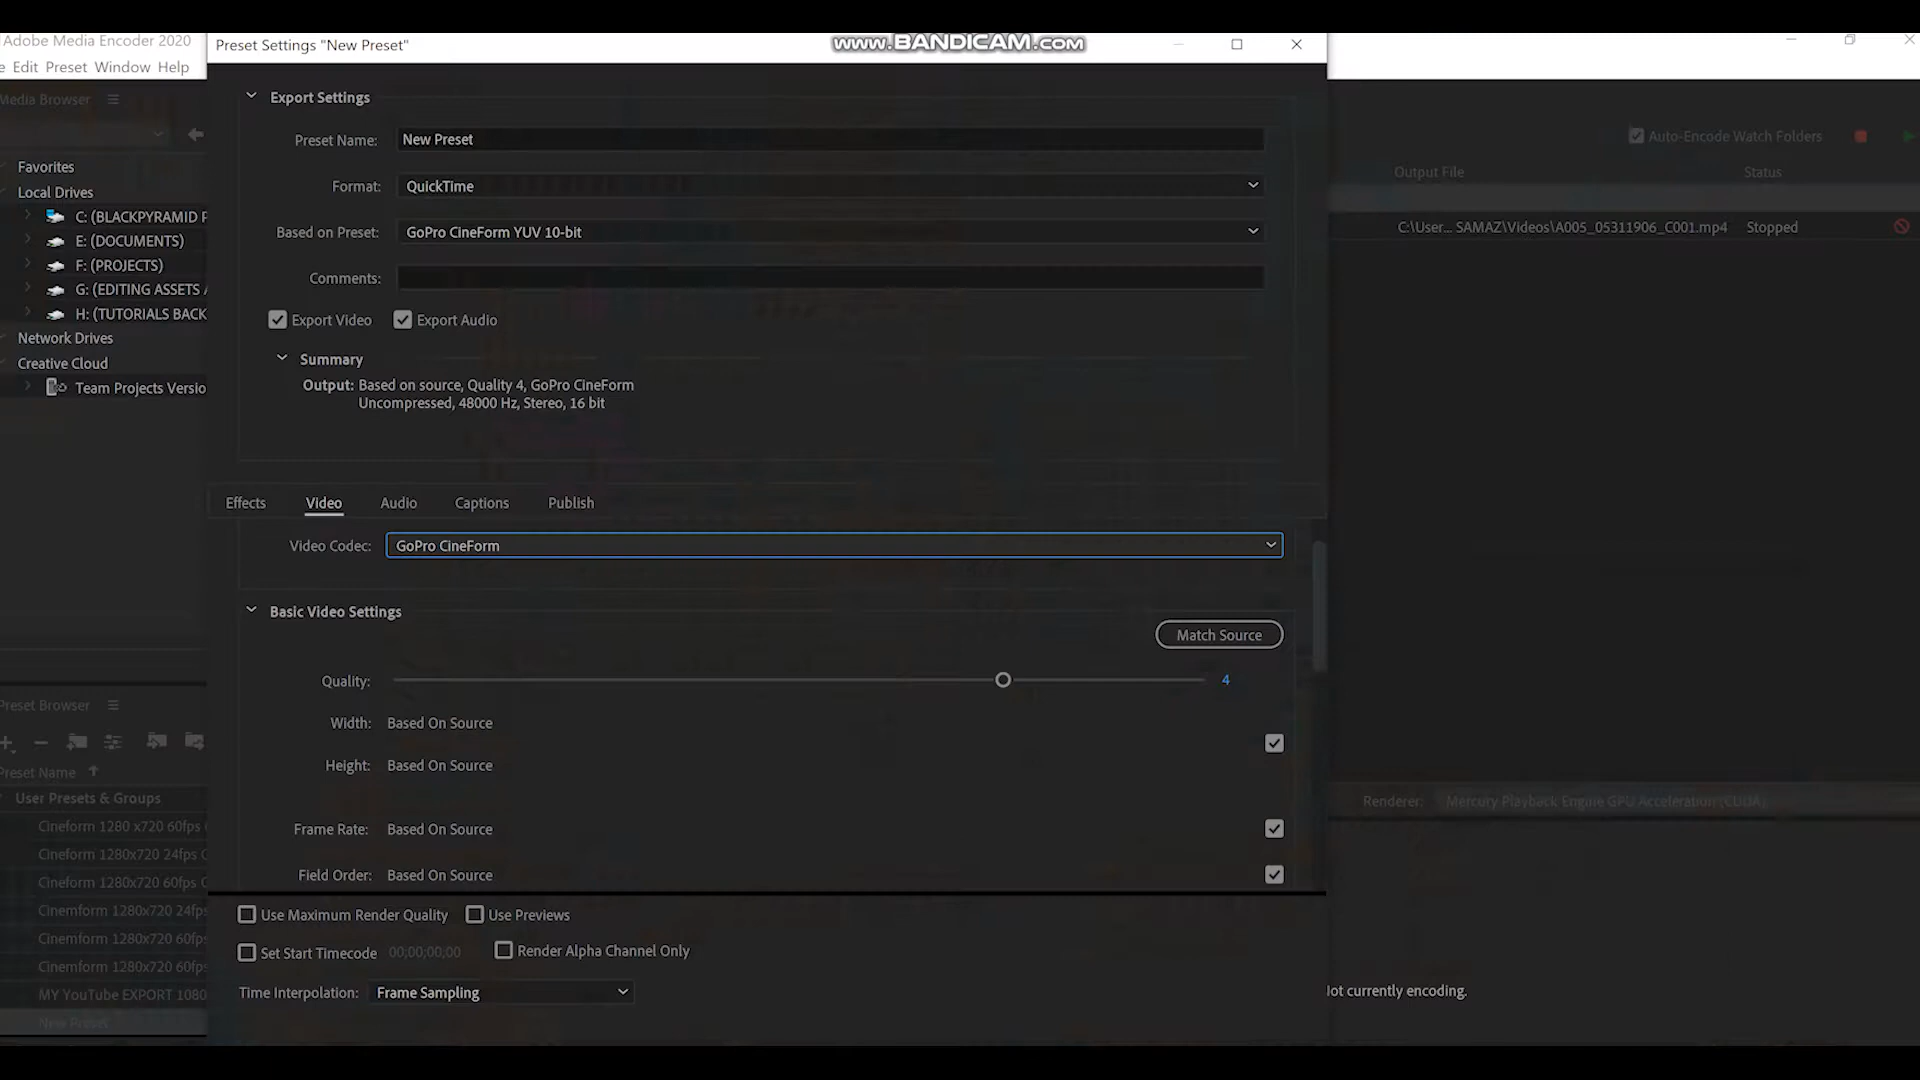 Adobe Media Encoder 2020
Preset Settings "New Preset"
www.BANDICAM.com
e Edit Preset Window Help
Media Browser
Export Settings
Preset Name: New Preset
Auto-Encode Watch Folders
Favorites
Output File Status
Format: QuickTime
Local Drives
C: (BLACKPYRAMID P
Based on Preset: GoPro CineForm YUV 10-bit
C:\User... SAMAZ\Videos\A005_05311906_C001.mp4 Stopped
E: (DOCUMENTS)
F: (PROJECTS)
Comments:
G: (EDITING ASSETS A
H: (TUTORIALS BACK
Export Video Export Audio
Network Drives
Creative Cloud
Summary
Team Projects Versio
Output: Based on source, Quality 4, GoPro CineForm
Uncompressed, 48000 Hz, Stereo, 16 bit
Effects Video Audio Captions Publish
Video Codec: GoPro CineForm
Basic Video Settings
Match Source
Quality: 4
Preset Browser
Width: Based On Source
Height: Based On Source
Preset Name
User Presets & Groups
Renderer: Mercury Playback Engine GPU Acceleration (CUDA)
Cineform 1280 x720 60fps
Frame Rate: Based On Source
Cineform 1280x720 24fps C
Field Order: Based On Source
Cineform 1280x720 60fps C
Cinemform 1280x720 24fps
Use Maximum Render Quality Use Previews
Cinemform 1280x720 60fps
Set Start Timecode 00;00;00;00 Render Alpha Channel Only
Cinemform 1280x720 60fps
MY YouTube EXPORT 1080
Time Interpolation: Frame Sampling
lot currently encoding.
New Preset